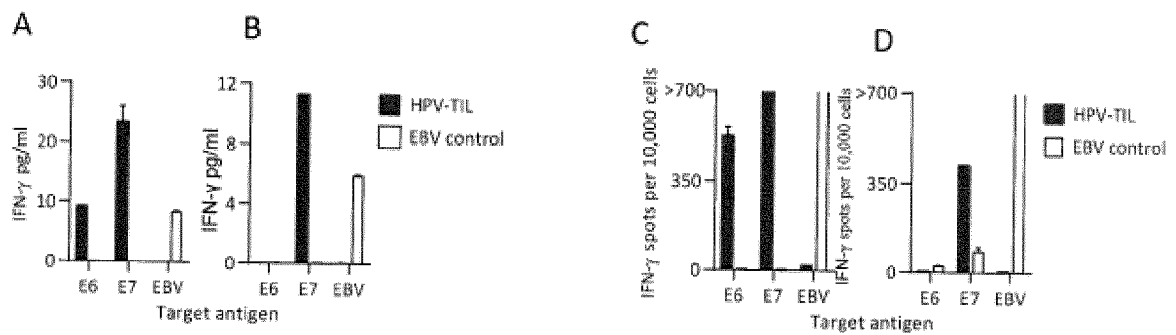 A
IFN-γ pg/ml
30
20
10
0
E6 E7 EBV
Target antigen
B
IFN-γ pg/ml
12
8
4
0
E6 E7 EBV
HPV-TIL
EBV control
C
IFN-γ spots per 10,000 cells
>700
350
0
E6 E7 EBV
Target antigen
D
IFN-γ spots per 10,000 cells
>700
350
0
E6 E7 EBV
HPV-TIL
EBV control